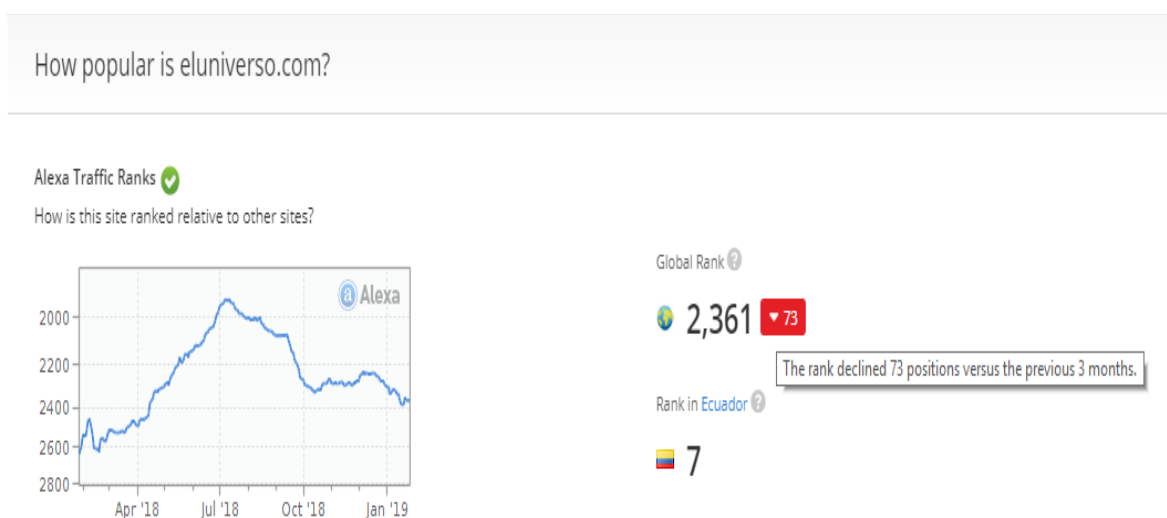 How popular is eluniverso.com?
Alexa Traffic Ranks
How is this site ranked relative to other sites?
a Alexa
2000
2200
2400
2600
2800
Apr '18 Jul '18 Oct '18 Jan '19
Global Rank ?
2,361 73
The rank declined 73 positions versus the previous 3 months.
Rank in Ecuador ?
7